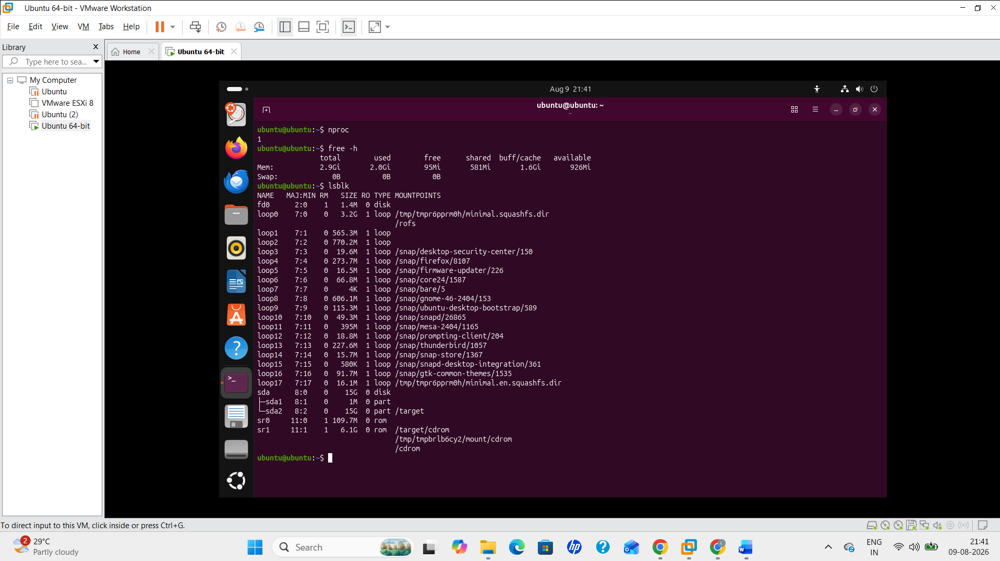 Ubuntu 64-bit - VMware Workstation
File Edit View VM Tabs Help
Library
Home
Ubuntu 64-bit
Type here to sea...
My Computer
Ubuntu
VMware ESXi 8
Ubuntu (2)
Ubuntu 64-bit
Aug 9 21:41
ubuntu@ubuntu: ~
~
ubuntu@ubuntu:~$ nproc
1
ubuntu@ubuntu:~$ free -h
total used free shared buff/cache available
Mem: 2.9Gi 2.0Gi 95Mi 581Mi 1.6Gi 926Mi
Swap: 0B 0B 0B
ubuntu@ubuntu:~$ lsblk
NAME MAJ:MIN RM SIZE RO TYPE MOUNTPOINTS
fd0 2:0 1 1.4M 0 disk
loop0 7:0 0 3.2G 1 loop /tmp/tmpr6pprm0h/minimal.squashfs.dir
/rofs
loop1 7:1 0 565.3M 1 loop
loop2 7:2 0 770.2M 1 loop
loop3 7:3 0 19.6M 1 loop /snap/desktop-security-center/150
loop4 7:4 0 273.7M 1 loop /snap/firefox/8107
loop5 7:5 0 16.5M 1 loop /snap/firmware-updater/226
loop6 7:6 0 66.8M 1 loop /snap/core24/1587
loop7 7:7 0 4K 1 loop /snap/bare/5
loop8 7:8 0 606.1M 1 loop /snap/gnome-46-2404/153
loop9 7:9 0 115.3M 1 loop /snap/ubuntu-desktop-bootstrap/589
loop10 7:10 0 49.3M 1 loop /snap/snapd/26865
loop11 7:11 0 395M 1 loop /snap/mesa-2404/1165
loop12 7:12 0 18.8M 1 loop /snap/prompting-client/204
loop13 7:13 0 227.6M 1 loop /snap/thunderbird/1057
loop14 7:14 0 15.7M 1 loop /snap/snap-store/1367
loop15 7:15 0 580K 1 loop /snap/snapd-desktop-integration/361
loop16 7:16 0 91.7M 1 loop /snap/gtk-common-themes/1535
loop17 7:17 0 16.1M 1 loop /tmp/tmpr6pprm0h/minimal.en.squashfs.dir
sda 8:0 0 15G 0 disk
├─sda1 8:1 0 1M 0 part
└─sda2 8:2 0 15G 0 part /target
sr0 11:0 1 109.7M 0 rom
sr1 11:1 1 6.1G 0 rom /target/cdrom
/tmp/tmpbrlb6cy2/mount/cdrom
/cdrom
ubuntu@ubuntu:~$
To direct input to this VM, click inside or press Ctrl+G.
2
29°C
Partly cloudy
Search
hp
ENG
IN
21:41
09-08-2026